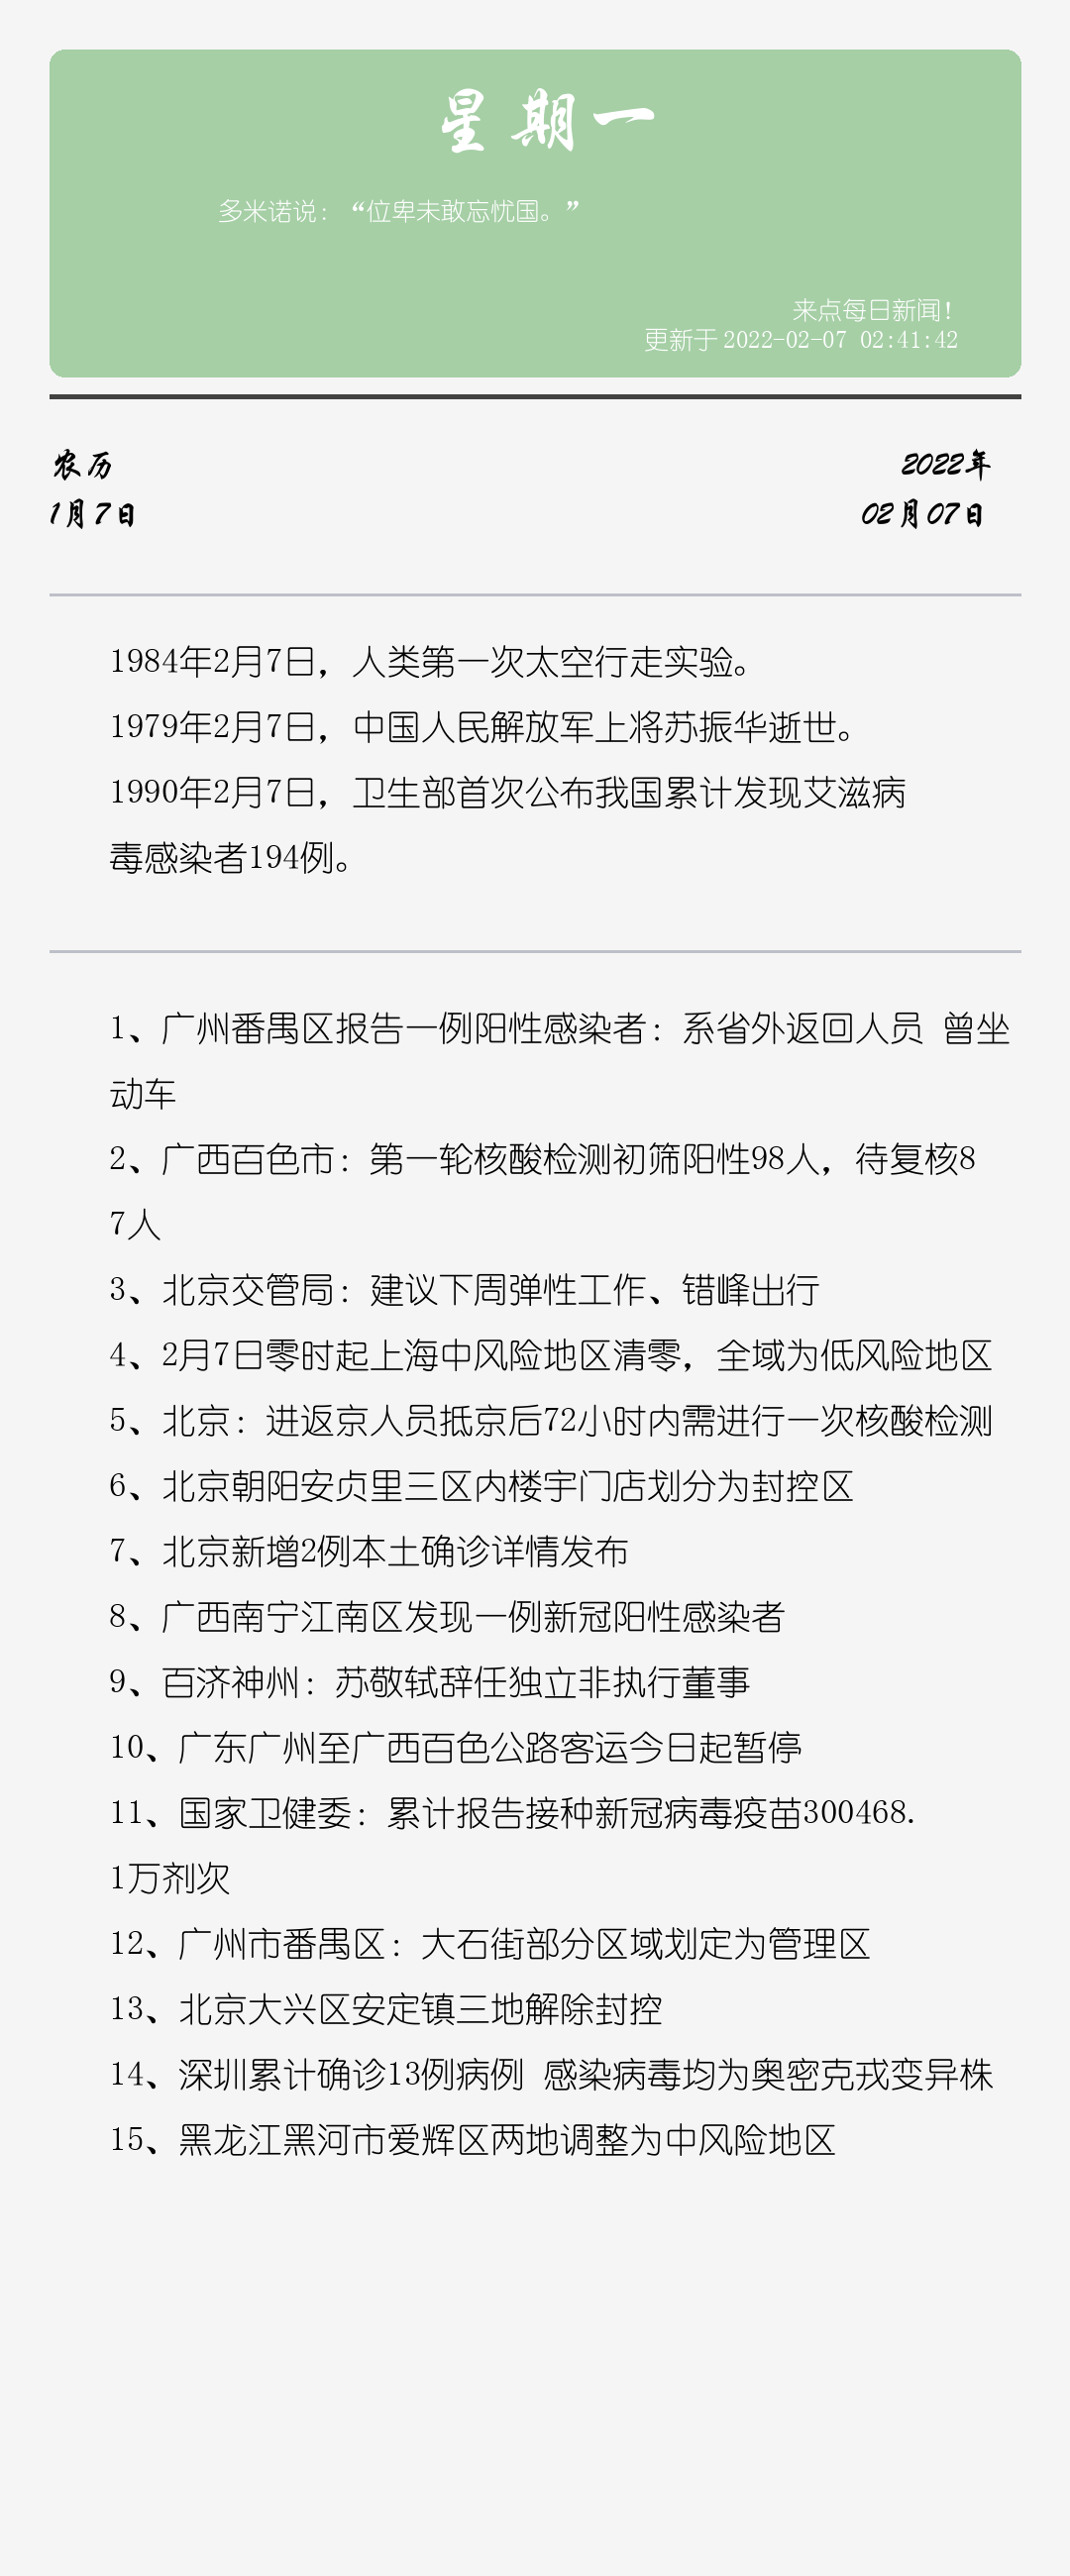 星期一
多米诺说：“位卑未敢忘忧国。”
来点每日新闻！
更新于 2022-02-07 02:41:42
农历
2022年
1月7日
02月07日
1984年2月7日，人类第一次太空行走实验。
1979年2月7日，中国人民解放军上将苏振华逝世。
1990年2月7日，卫生部首次公布我国累计发现艾滋病
毒感染者194例。
1、广州番禺区报告一例阳性感染者：系省外返回人员 曾坐
动车
2、广西百色市：第一轮核酸检测初筛阳性98人，待复核8
7人
3、北京交管局：建议下周弹性工作、错峰出行
4、2月7日零时起上海中风险地区清零，全域为低风险地区
5、北京：进返京人员抵京后72小时内需进行一次核酸检测
6、北京朝阳安贞里三区内楼宇门店划分为封控区
7、北京新增2例本土确诊详情发布
8、广西南宁江南区发现一例新冠阳性感染者
9、百济神州：苏敬轼辞任独立非执行董事
10、广东广州至广西百色公路客运今日起暂停
11、国家卫健委：累计报告接种新冠病毒疫苗300468.
1万剂次
12、广州市番禺区：大石街部分区域划定为管理区
13、北京大兴区安定镇三地解除封控
14、深圳累计确诊13例病例 感染病毒均为奥密克戎变异株
15、黑龙江黑河市爱辉区两地调整为中风险地区